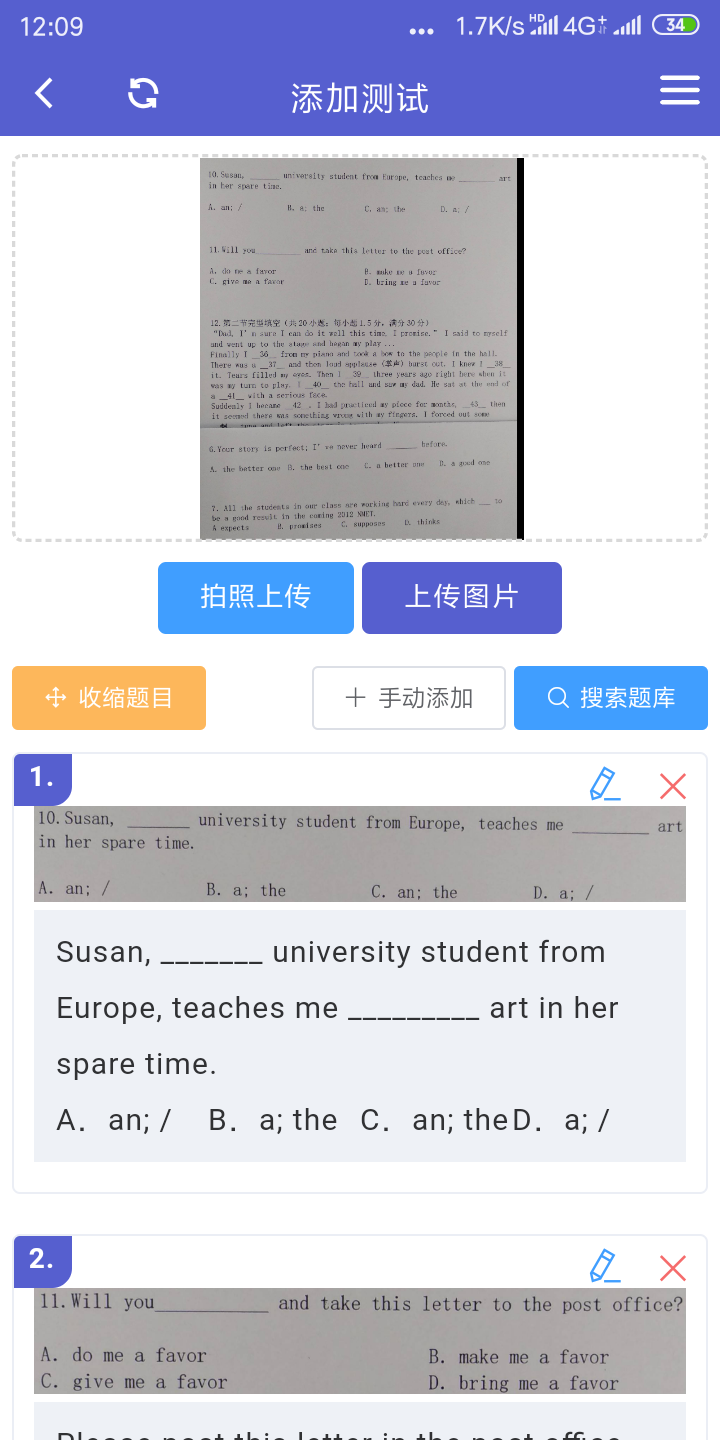 12:09
1.7K/s HD 4G+ 34
添加测试
10.Susan, ______ university student from Europe, teaches me ________ art
in her spare time.
A. an; / B. a; the C. an; the D. a; /
11.Will you__________ and take this letter to the post office?
A. do me a favor B. make me a favor
C. give me a favor D. bring me a favor
12.第二节完型填空(共20小题;每小题1.5分,满分30分)
“Dad, I'm sure I can do it well this time. I promise.” I said to myself
and went up to the stage and began my play ...
Finally I __36__ from my piano and took a bow to the people in the hall.
There was a __37__ and then loud applause (掌声) burst out. I knew I __38__
it. Tears filled my eyes. Then I __39__ three years ago right here when it
was my turn to play. I __40__ the hall and saw my dad. He sat at the end of
a __41__ with a serious face.
Suddenly I became __42__. I had practiced my piece for months, __43__ then
it seemed there was something wrong with my fingers. I forced out some
6.Your story is perfect; I've never heard _______ before.
A. the better one B. the best one C. a better one D. a good one
7. All the students in our class are working hard every day, which ___ to
be a good result in the coming 2012 NMET.
A expects B. promises C. supposes D. thinks
拍照上传 上传图片
收缩题目 手动添加 搜索题库
1.
10.Susan, ______ university student from Europe, teaches me ________ art
in her spare time.
A. an; / B. a; the C. an; the D. a; /
Susan, _______ university student from
Europe, teaches me _________ art in her
spare time.
A. an; / B. a; the C. an; the D. a; /
2.
11.Will you__________ and take this letter to the post office?
A. do me a favor B. make me a favor
C. give me a favor D. bring me a favor
Please post this letter in the post office